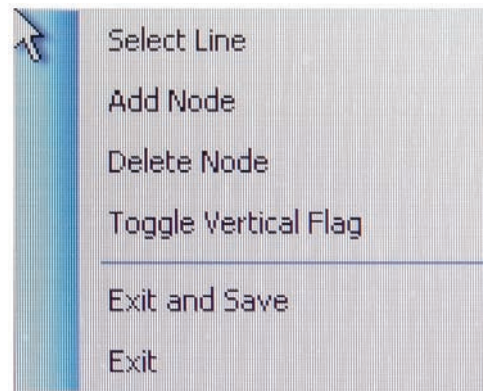 Select Line
Add Node
Delete Node
Toggle Vertical Flag
Exit and Save
Exit